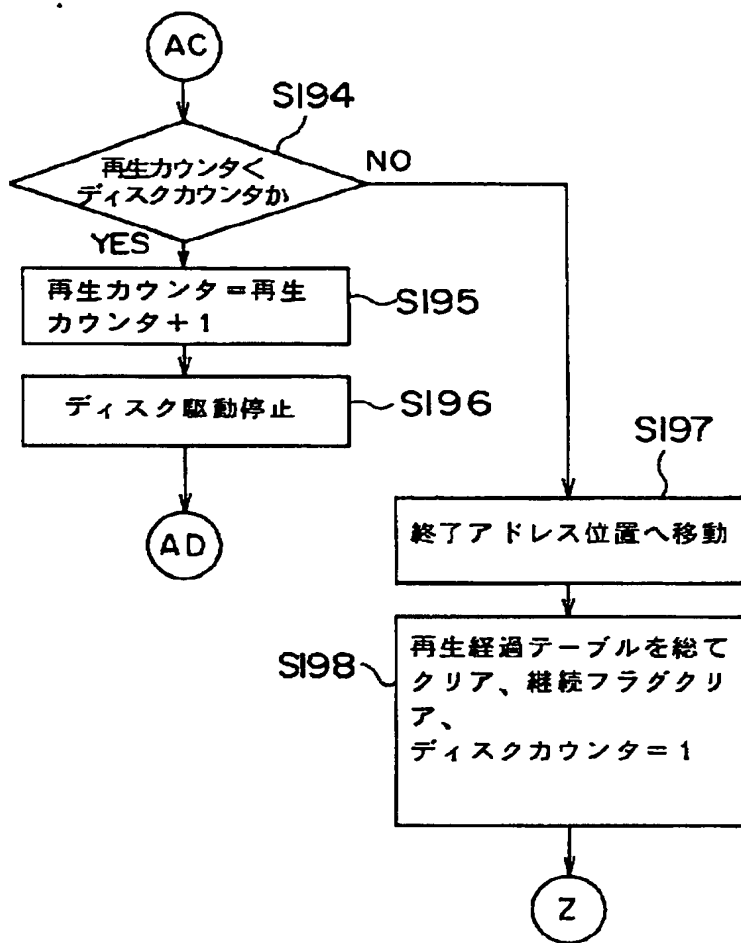 AC
S194
再生カウンタ<
ディスクカウンタか
NO
YES
再生カウンタ=再生
カウンタ+1
S195
ディスク駆動停止
S196
AD
S197
終了アドレス位置へ移動
S198
再生経過テーブルを総て
クリア、継続フラグクリ
ア、
ディスクカウンタ=1
Z